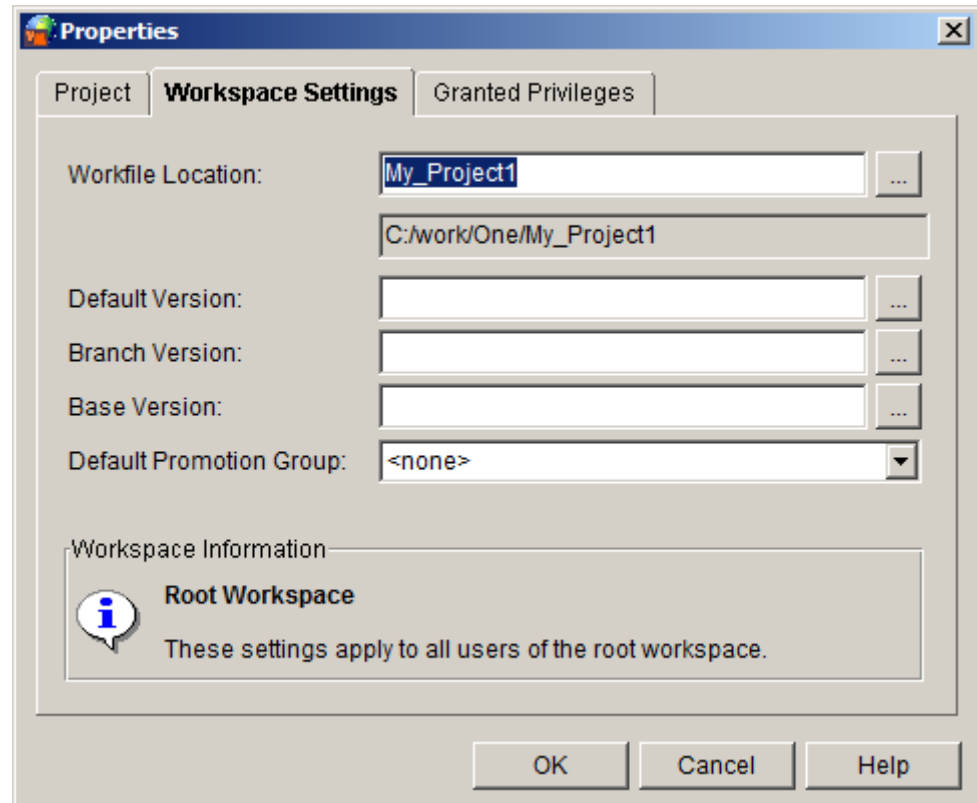 Properties
Project Workspace Settings Granted Privileges
Workfile Location: My_Project1 ...
C:/work/One/My_Project1
Default Version: ...
Branch Version: ...
Base Version: ...
Default Promotion Group: <none>
Workspace Information
Root Workspace
These settings apply to all users of the root workspace.
OK Cancel Help